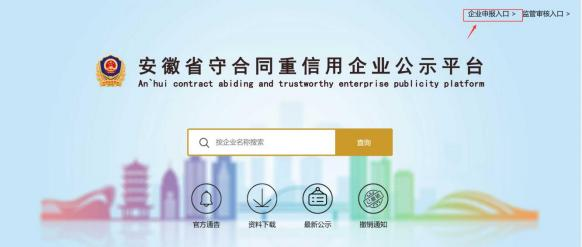 企业申报入口 > 监管审核入口 >
安徽省守合同重信用企业公示平台
An`hui contract abiding and trustworthy enterprise publicity platform
按企业名称搜索 查询
官方通告 资料下载 最新公示 撤销通知